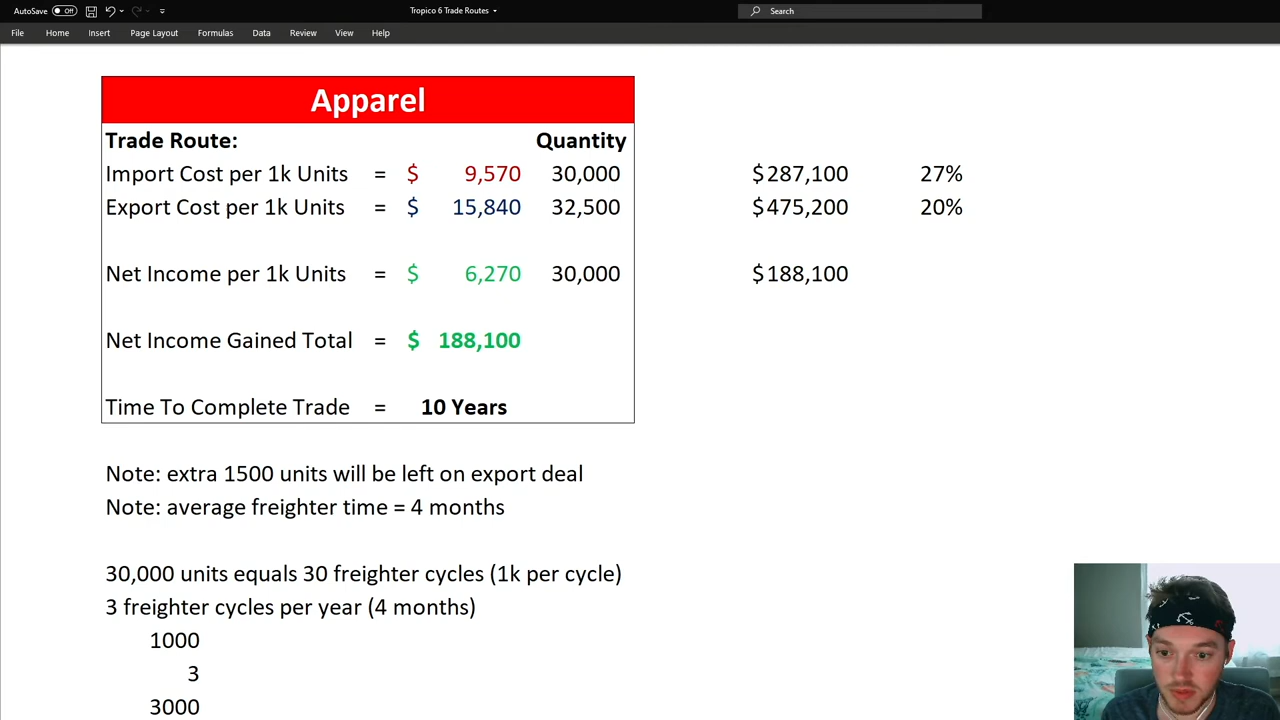 AutoSave Off
Tropico 6 Trade Routes
Search
File Home Insert Page Layout Formulas Data Review View Help
Apparel
Trade Route: Quantity
Import Cost per 1k Units = $ 9,570 30,000 $287,100 27%
Export Cost per 1k Units = $ 15,840 32,500 $475,200 20%
Net Income per 1k Units = $ 6,270 30,000 $188,100
Net Income Gained Total = $ 188,100
Time To Complete Trade = 10 Years
Note: extra 1500 units will be left on export deal
Note: average freighter time = 4 months
30,000 units equals 30 freighter cycles (1k per cycle)
3 freighter cycles per year (4 months)
1000
3
3000